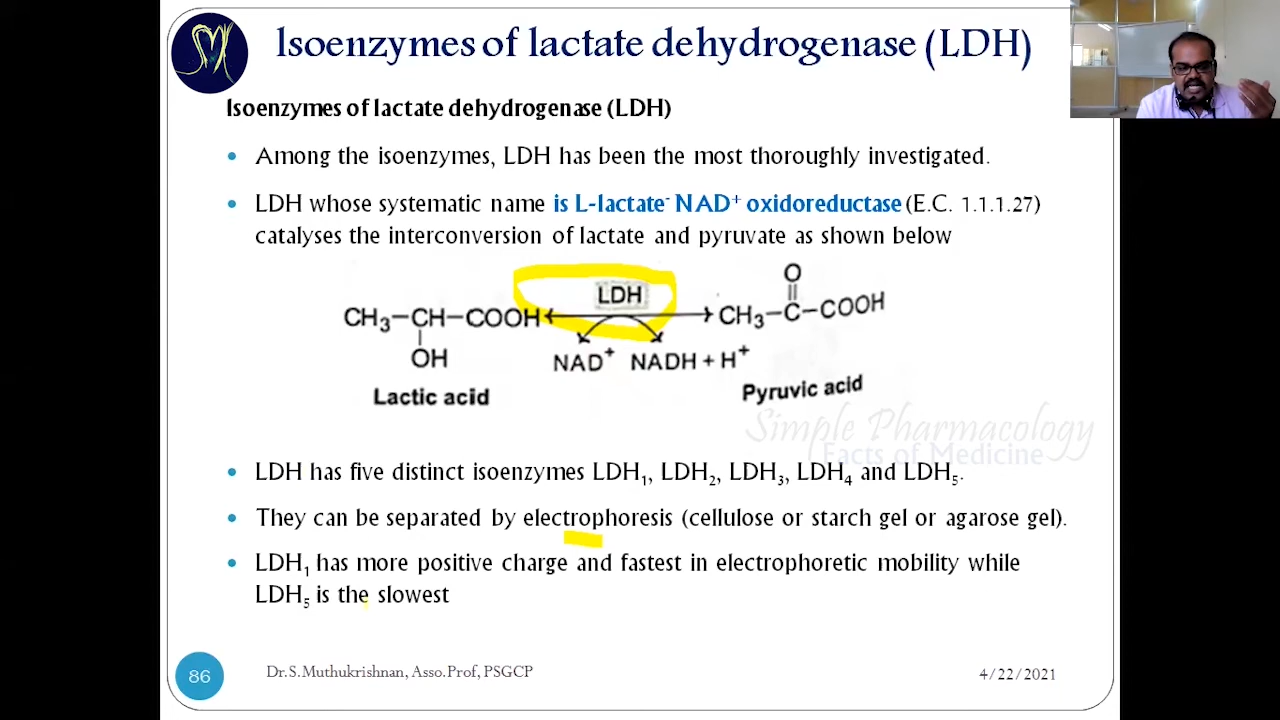 SMK
Isoenzymes of lactate dehydrogenase (LDH)
Isoenzymes of lactate dehydrogenase (LDH)
• Among the isoenzymes, LDH has been the most thoroughly investigated.
• LDH whose systematic name is L-lactate⁻ NAD⁺ oxidoreductase (E.C. 1.1.1.27)
catalyses the interconversion of lactate and pyruvate as shown below
O
LDH
CH₃–CH–COOH
CH₃–C–COOH
OH
NAD⁺ NADH + H⁺
Lactic acid
Pyruvic acid
Simple Pharmacology
Facts of Medicine
• LDH has five distinct isoenzymes LDH₁, LDH₂, LDH₃, LDH₄ and LDH₅.
• They can be separated by electrophoresis (cellulose or starch gel or agarose gel).
• LDH₁ has more positive charge and fastest in electrophoretic mobility while
LDH₅ is the slowest
86
Dr.S.Muthukrishnan, Asso.Prof, PSGCP
4/22/2021